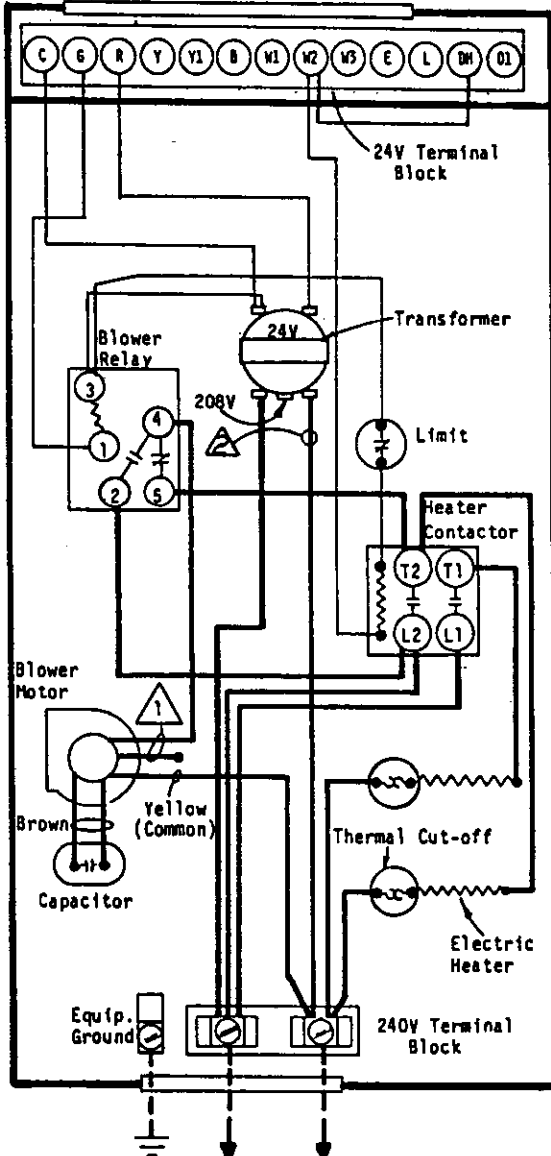 C G R Y Y1 B W1 W2 W3 E L DH O1
24V Terminal
Block
24V
Transformer
Blower
Relay
3
208V
2
Limit
4
1
2
5
Heater
Contactor
T2 T1
L2 L1
Blower
Motor
1
Yellow
(Common)
Brown
Thermal Cut-off
Capacitor
Electric
Heater
Equip.
Ground
240V Terminal
Block